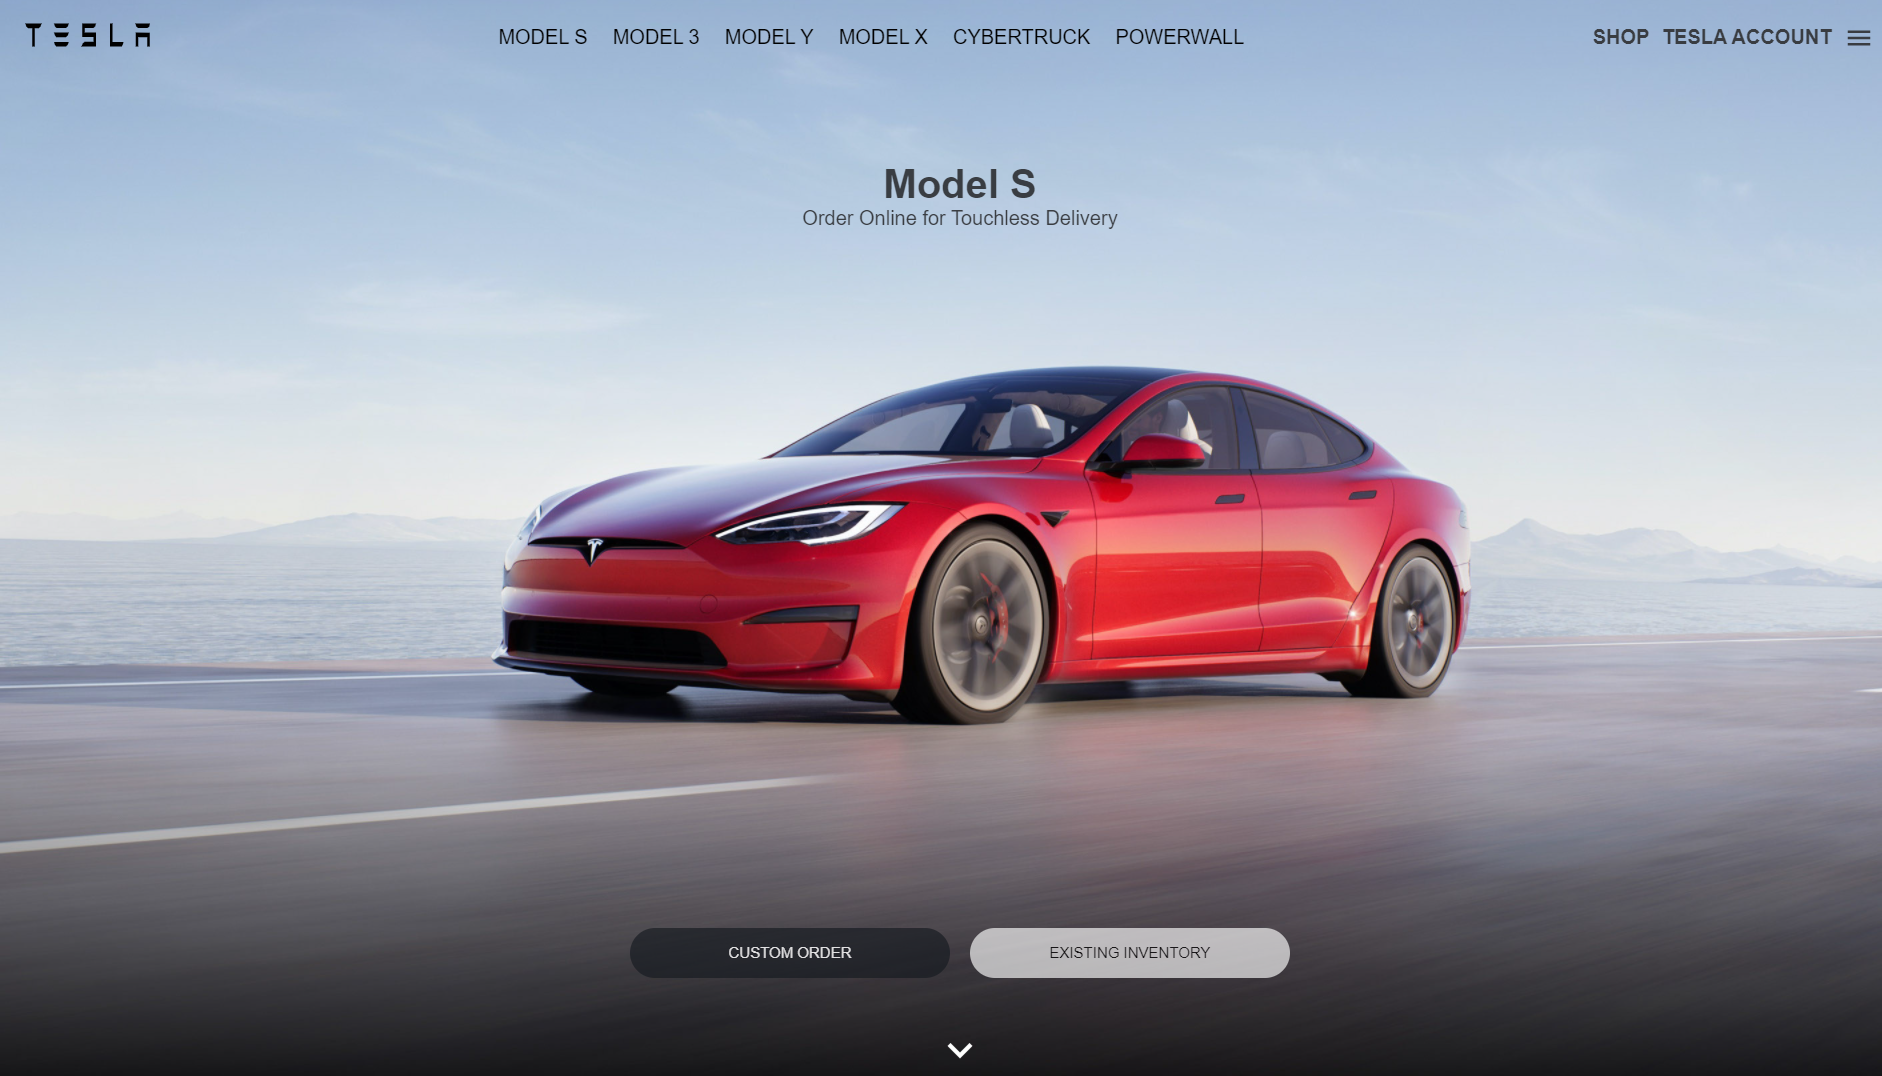 TESLA
MODEL S MODEL 3 MODEL Y MODEL X CYBERTRUCK POWERWALL
SHOP TESLA ACCOUNT
Model S
Order Online for Touchless Delivery
CUSTOM ORDER
EXISTING INVENTORY